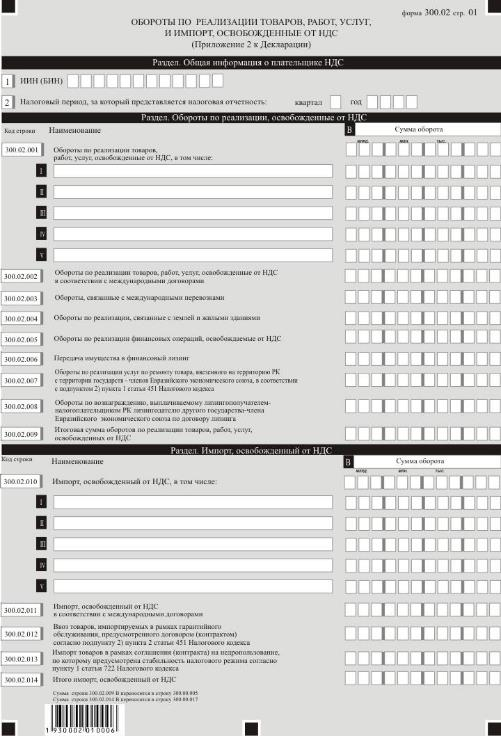 форма 300.02 стр. 01
ОБОРОТЫ ПО РЕАЛИЗАЦИИ ТОВАРОВ, РАБОТ, УСЛУГ,
И ИМПОРТ, ОСВОБОЖДЕННЫЕ ОТ НДС
(Приложение 2 к Декларации)
Раздел. Общая информация о плательщике НДС
1 ИИН (БИН)
2 Налоговый период, за который представляется налоговая отчетность: квартал год
Раздел. Обороты по реализации, освобожденные от НДС
Код строки Наименование B Сумма оборота
млрд. млн. тыс.
300.02.001 Обороты по реализации товаров,
работ, услуг, освобожденные от НДС, в том числе:
I
II
III
IV
V
300.02.002 Обороты по реализации товаров, работ, услуг, освобожденные от НДС
в соответствии с международными договорами
300.02.003 Обороты, связанные с международными перевозками
300.02.004 Обороты по реализации, связанные с землей и жилыми зданиями
300.02.005 Обороты по реализации финансовых операций, освобождаемые от НДС
300.02.006 Передача имущества в финансовый лизинг
300.02.007 Обороты по реализации услуг по ремонту товара, ввезенного на территорию РК
с территории государств - членов Евразийского экономического союза, в соответствии
с подпунктом 2) пункта 1 статьи 451 Налогового кодекса
300.02.008 Обороты по вознаграждению, выплачиваемому лизингополучателем-
налогоплательщиком РК лизингодателю другого государства-члена
Евразийского экономического союза по договору лизинга
300.02.009 Итоговая сумма оборотов по реализации товаров, работ, услуг,
освобожденных от НДС
Раздел. Импорт, освобожденный от НДС
Код строки Наименование B Сумма оборота
млрд. млн. тыс.
300.02.010 Импорт, освобожденный от НДС, в том числе:
I
II
III
IV
V
300.02.011 Импорт, освобожденный от НДС
в соответствии с международными договорами
300.02.012 Ввоз товаров, импортируемых в рамках гарантийного
обслуживания, предусмотренного договором (контрактом)
согласно подпункту 2) пункта 2 статьи 451 Налогового кодекса
300.02.013 Импорт товаров в рамках соглашения (контракта) на недропользование,
по которому предусмотрена стабильность налогового режима согласно
пункту 1 статьи 722 Налогового кодекса
300.02.014 Итого импорт, освобожденный от НДС
Сумма строки 300.02.009 B переносится в строку 300.00.005
Сумма строки 300.02.014 B переносится в строку 300.00.017
1930002010006